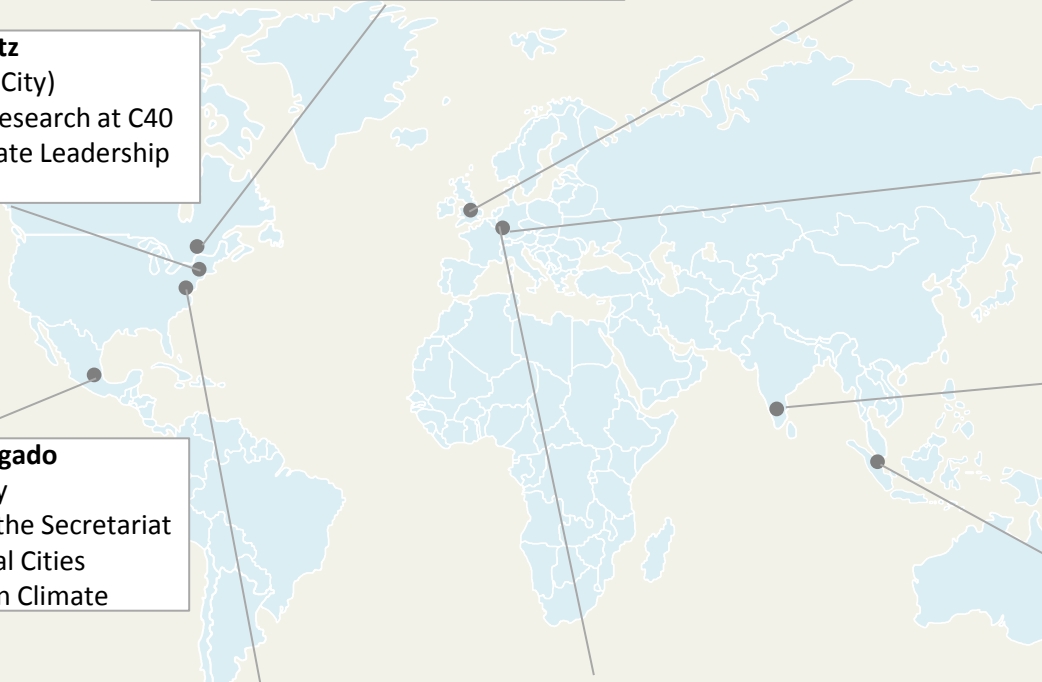 tz
City)
esearch at C40
ate Leadership
gado
y
the Secretariat
al Cities
n Climate